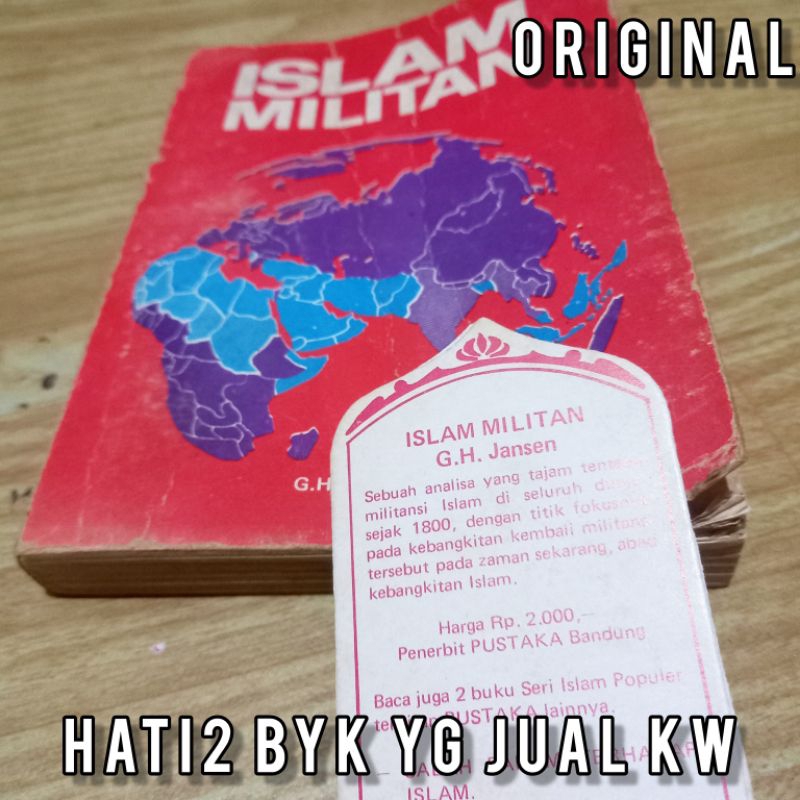 ORIGINAL
ISLAM
MILITAN
G.H
ISLAM MILITAN
G.H. Jansen
Sebuah analisa yang tajam
militansi Islam di seluruh
sejak 1800, dengan titik
pada kebangkitan kembali
tersebut pada zaman sekarang, abad
kebangkitan Islam.
Harga Rp. 2.000,-
Penerbit PUSTAKA Bandung
Baca juga 2 buku Seri Islam Populer
PUSTAKA lainnya.
HATI2 BYK YG JUAL KW
ISLAM.